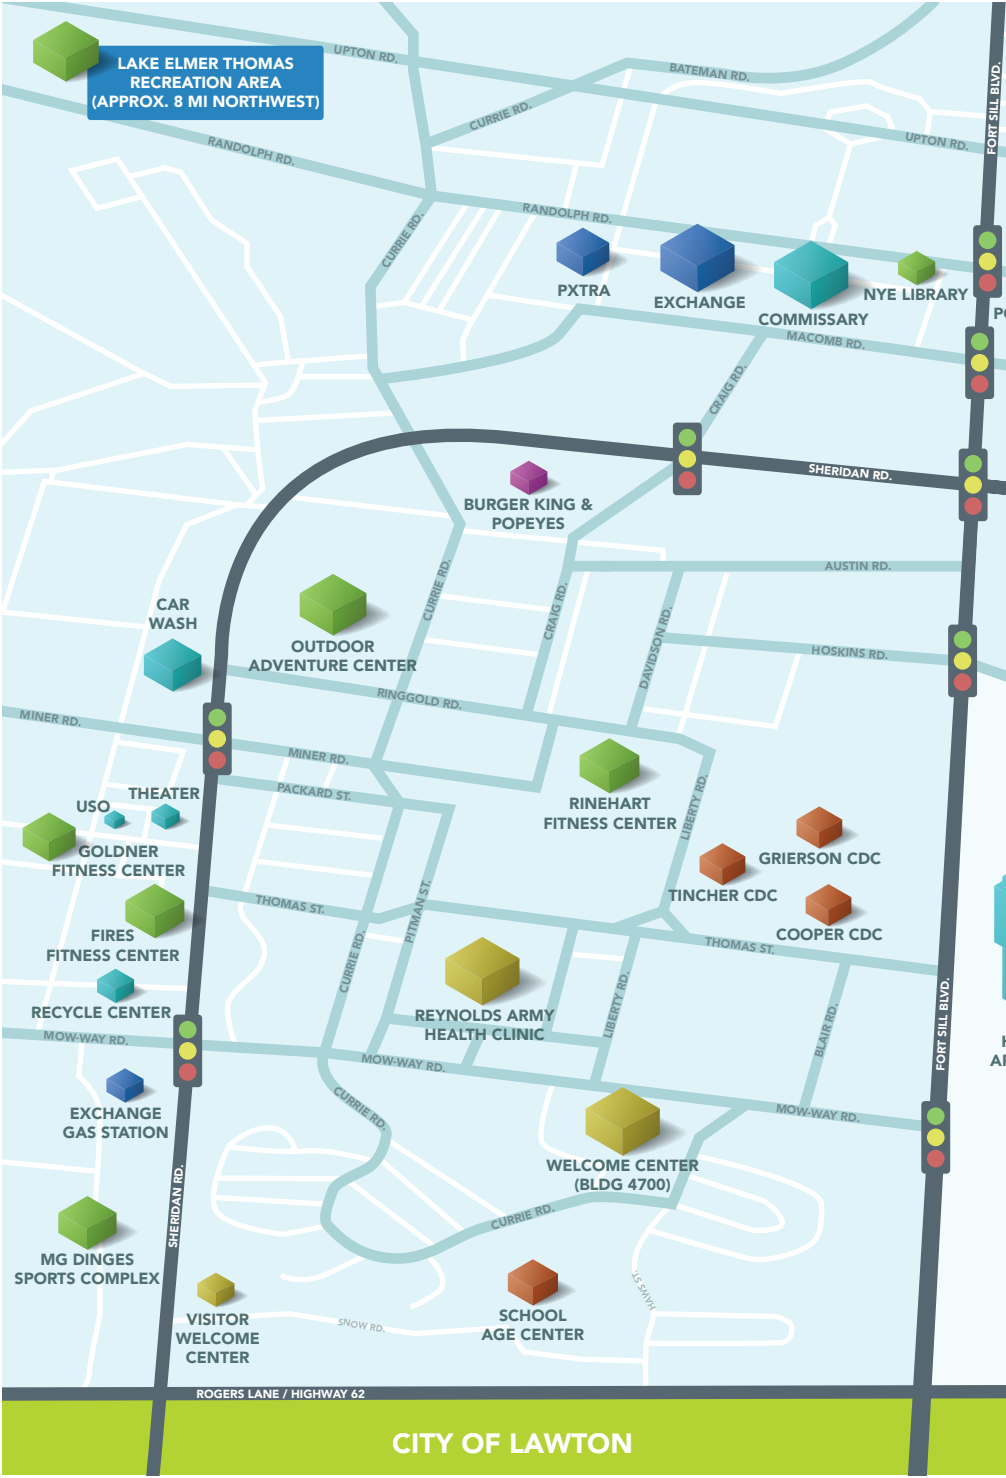 UPTON RD.
LAKE ELMER THOMAS
RECREATION AREA
(APPROX. 8 MI NORTHWEST)
BATEMAN RD.
FORT SILL BLVD.
CURRIE RD.
RANDOLPH RD.
UPTON RD.
RANDOLPH RD.
CURRIE RD.
PXTRA
EXCHANGE
COMMISSARY
NYE LIBRARY
MACOMB RD.
CRAIG RD.
SHERIDAN RD.
BURGER KING &
POPEYES
AUSTIN RD.
CAR
WASH
CURRIE RD.
CRAIG RD.
DAVIDSON RD.
HOSKINS RD.
OUTDOOR
ADVENTURE CENTER
RINGGOLD RD.
MINER RD.
MINER RD.
PACKARD ST.
USO
THEATER
GOLDNER
FITNESS CENTER
RINEHART
FITNESS CENTER
LIBERTY RD.
GRIERSON CDC
TINCHER CDC
COOPER CDC
THOMAS ST.
PITMAN ST.
FIRES
FITNESS CENTER
THOMAS ST.
CURRIE RD.
RECYCLE CENTER
REYNOLDS ARMY
HEALTH CLINIC
LIBERTY RD.
BLAIR RD.
FORT SILL BLVD.
MOW-WAY RD.
MOW-WAY RD.
EXCHANGE
GAS STATION
CURRIE RD.
MOW-WAY RD.
WELCOME CENTER
(BLDG 4700)
SHERIDAN RD.
CURRIE RD.
MG DINGES
SPORTS COMPLEX
VISITOR
WELCOME
CENTER
SNOW RD.
SCHOOL
AGE CENTER
HAWS ST.
ROGERS LANE / HIGHWAY 62
CITY OF LAWTON